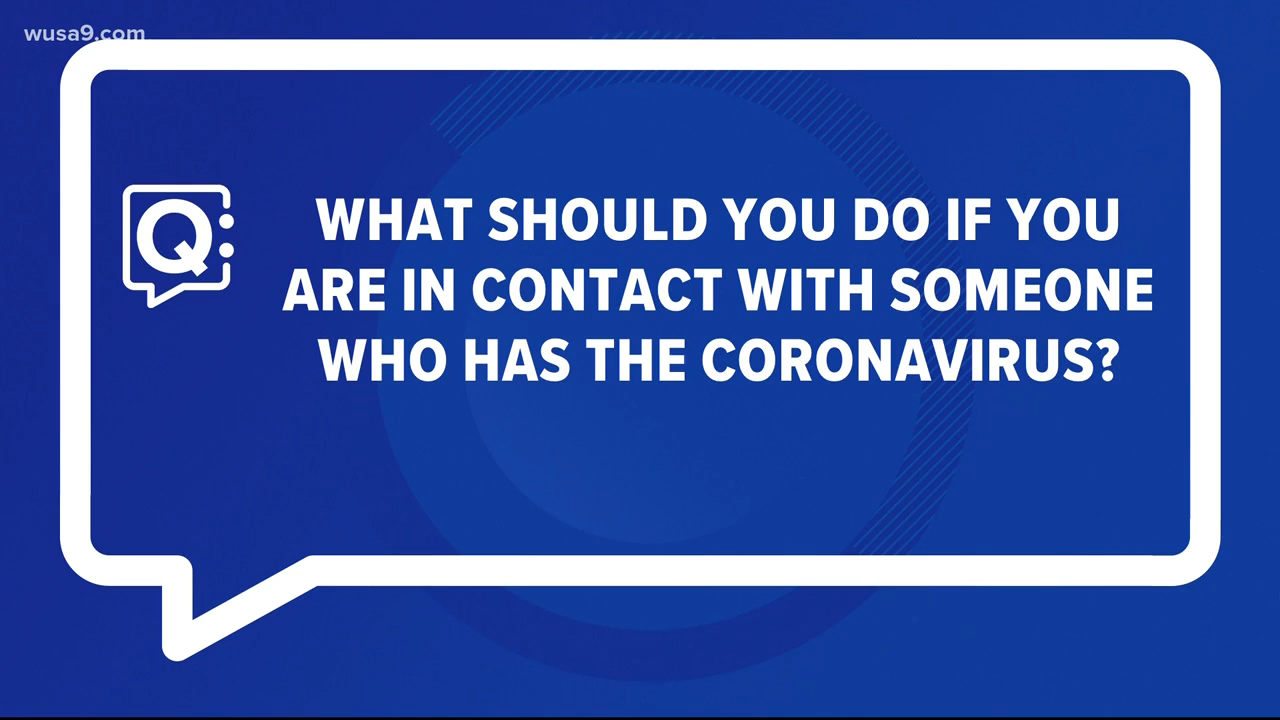 wusa9.com
Q
WHAT SHOULD YOU DO IF YOU
ARE IN CONTACT WITH SOMEONE
WHO HAS THE CORONAVIRUS?